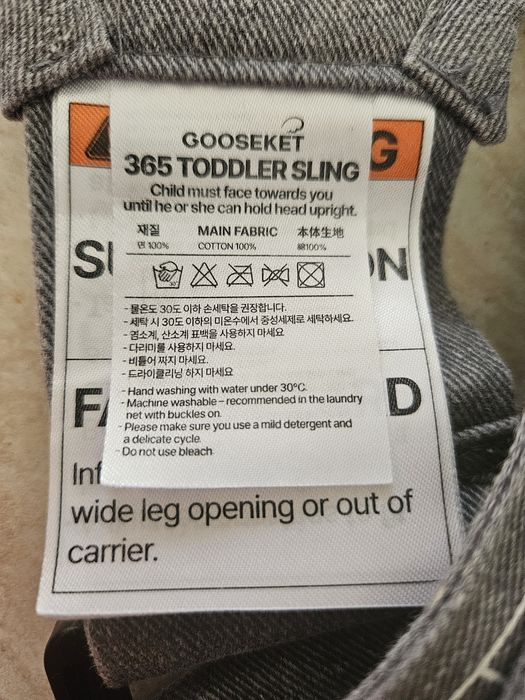 GOOSEKET
365 TODDLER SLING
Child must face towards you
until he or she can hold head upright.
재질 MAIN FABRIC 本体生地
면 100% COTTON 100% 綿100%
30°
- 물온도 30도 이하 손세탁을 권장합니다.
- 세탁 시 30도 이하의 미온수에서 중성세제로 세탁하세요.
- 염소계, 산소계 표백을 사용하지 마세요
- 다리미를 사용하지 마세요.
- 비틀어 짜지 마세요.
- 드라이클리닝 하지 마세요
- Hand washing with water under 30°C.
- Machine washable – recommended in the laundry
net with buckles on.
- Please make sure you use a mild detergent and
a delicate cycle.
- Do not use bleach.
G
SU ON
FA D
Inf
wide leg opening or out of
carrier.